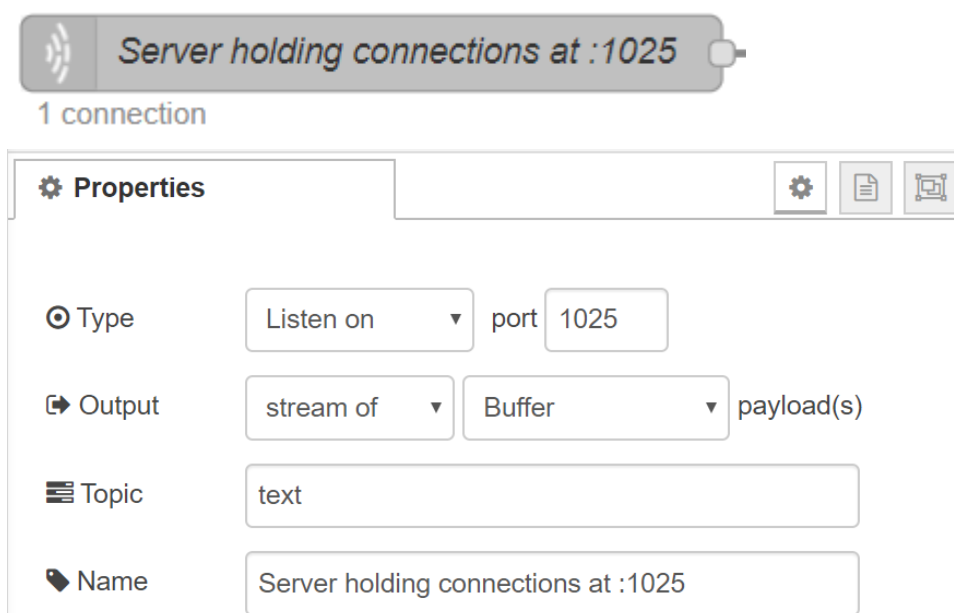 Server holding connections at :1025
1 connection
Properties
Type Listen on port 1025
Output stream of Buffer payload(s)
Topic text
Name Server holding connections at :1025